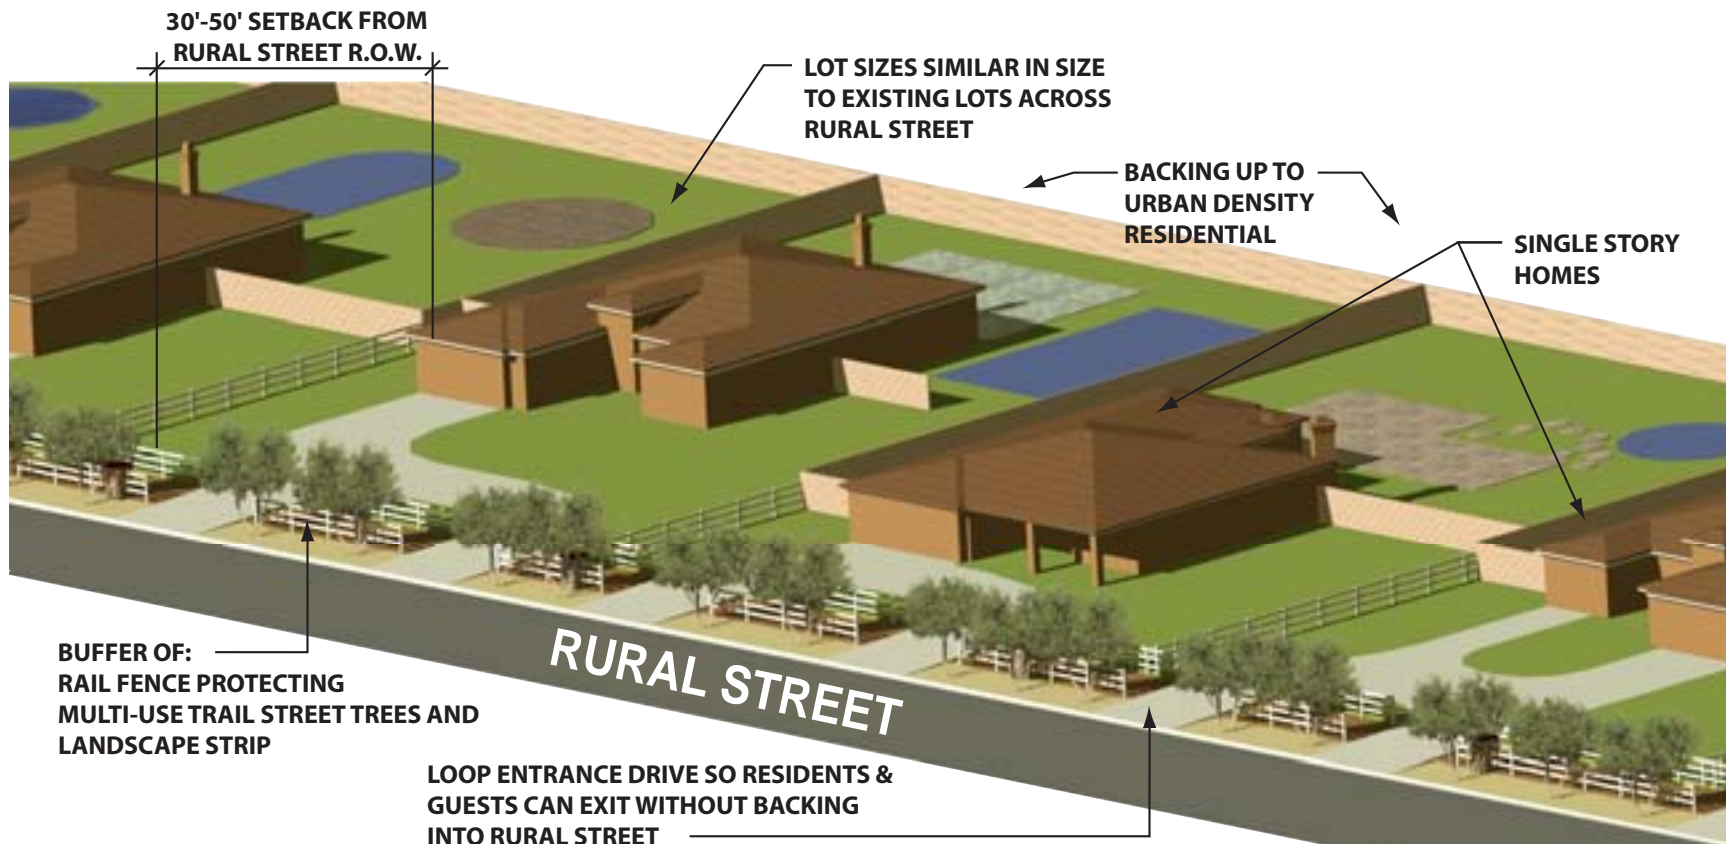 30'-50' SETBACK FROM
RURAL STREET R.O.W.
LOT SIZES SIMILAR IN SIZE
TO EXISTING LOTS ACROSS
RURAL STREET
BACKING UP TO
URBAN DENSITY
RESIDENTIAL
SINGLE STORY
HOMES
BUFFER OF:
RAIL FENCE PROTECTING
MULTI-USE TRAIL STREET TREES AND
LANDSCAPE STRIP
RURAL STREET
LOOP ENTRANCE DRIVE SO RESIDENTS &
GUESTS CAN EXIT WITHOUT BACKING
INTO RURAL STREET